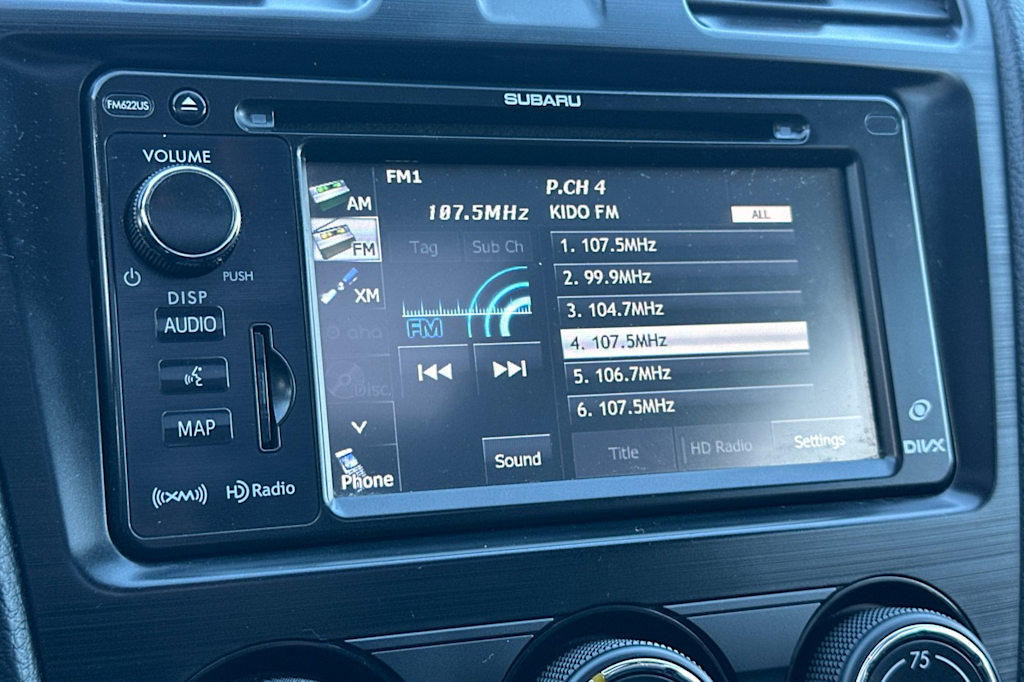 FM622US
SUBARU
VOLUME
PUSH
DISP
AUDIO
MAP
((XM))
HD Radio
AM
FM
XM
aha
Disc
Phone
FM1
107.5MHz
Tag
Sub Ch
FM
Sound
P.CH 4
KIDO FM
ALL
1. 107.5MHz
2. 99.9MHz
3. 104.7MHz
4. 107.5MHz
5. 106.7MHz
6. 107.5MHz
Title
HD Radio
Settings
DIVX
75